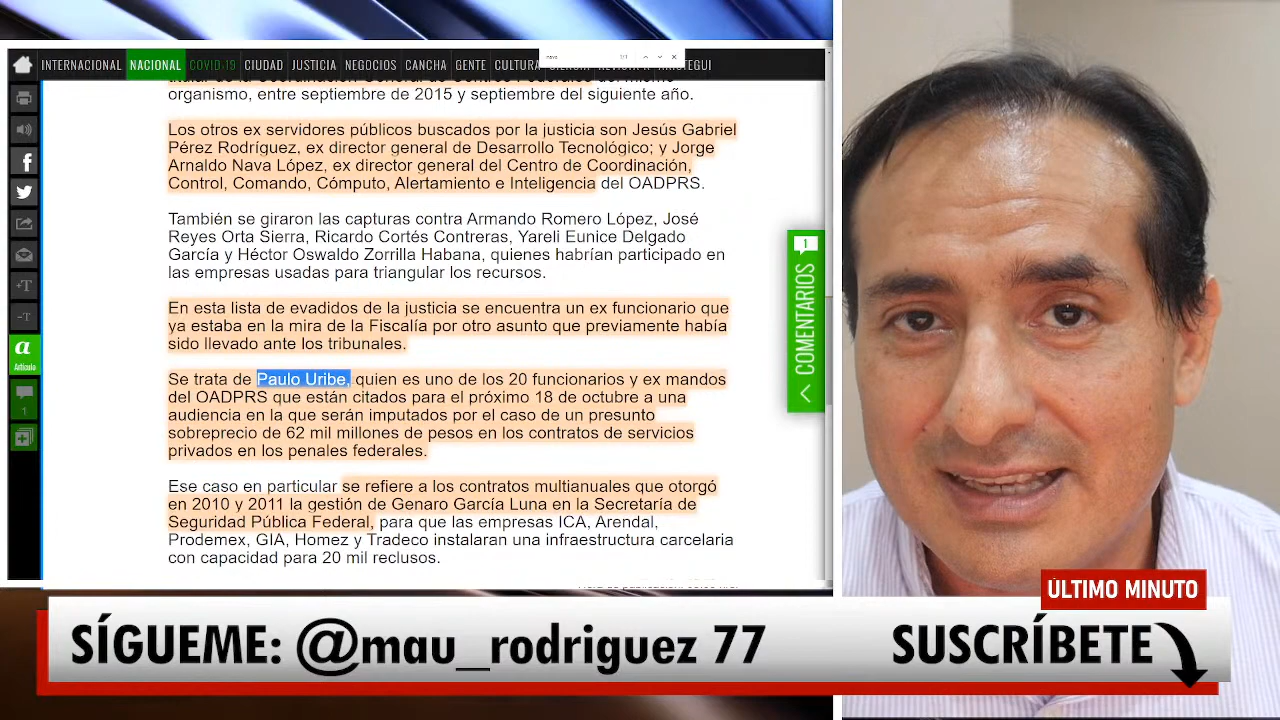 INTERNACIONAL NACIONAL COVID-19 CIUDAD JUSTICIA NEGOCIOS CANCHA GENTE CULTURA
organismo, entre septiembre de 2015 y septiembre del siguiente año.
Los otros ex servidores públicos buscados por la justicia son Jesús Gabriel
Pérez Rodríguez, ex director general de Desarrollo Tecnológico; y Jorge
Arnaldo Nava López, ex director general del Centro de Coordinación,
Control, Comando, Cómputo, Alertamiento e Inteligencia del OADPRS.
También se giraron las capturas contra Armando Romero López, José
Reyes Orta Sierra, Ricardo Cortés Contreras, Yareli Eunice Delgado
García y Héctor Oswaldo Zorrilla Habana, quienes habrían participado en
las empresas usadas para triangular los recursos.
En esta lista de evadidos de la justicia se encuentra un ex funcionario que
ya estaba en la mira de la Fiscalía por otro asunto que previamente había
sido llevado ante los tribunales.
Se trata de Paulo Uribe, quien es uno de los 20 funcionarios y ex mandos
del OADPRS que están citados para el próximo 18 de octubre a una
audiencia en la que serán imputados por el caso de un presunto
sobreprecio de 62 mil millones de pesos en los contratos de servicios
privados en los penales federales.
Ese caso en particular se refiere a los contratos multianuales que otorgó
en 2010 y 2011 la gestión de Genaro García Luna en la Secretaría de
Seguridad Pública Federal, para que las empresas ICA, Arendal,
Prodemex, GIA, Homez y Tradeco instalaran una infraestructura carcelaria
con capacidad para 20 mil reclusos.
+T
-T
a
Artículo
1
1
COMENTARIOS
ÚLTIMO MINUTO
SÍGUEME: @mau_rodriguez 77
SUSCRÍBETE